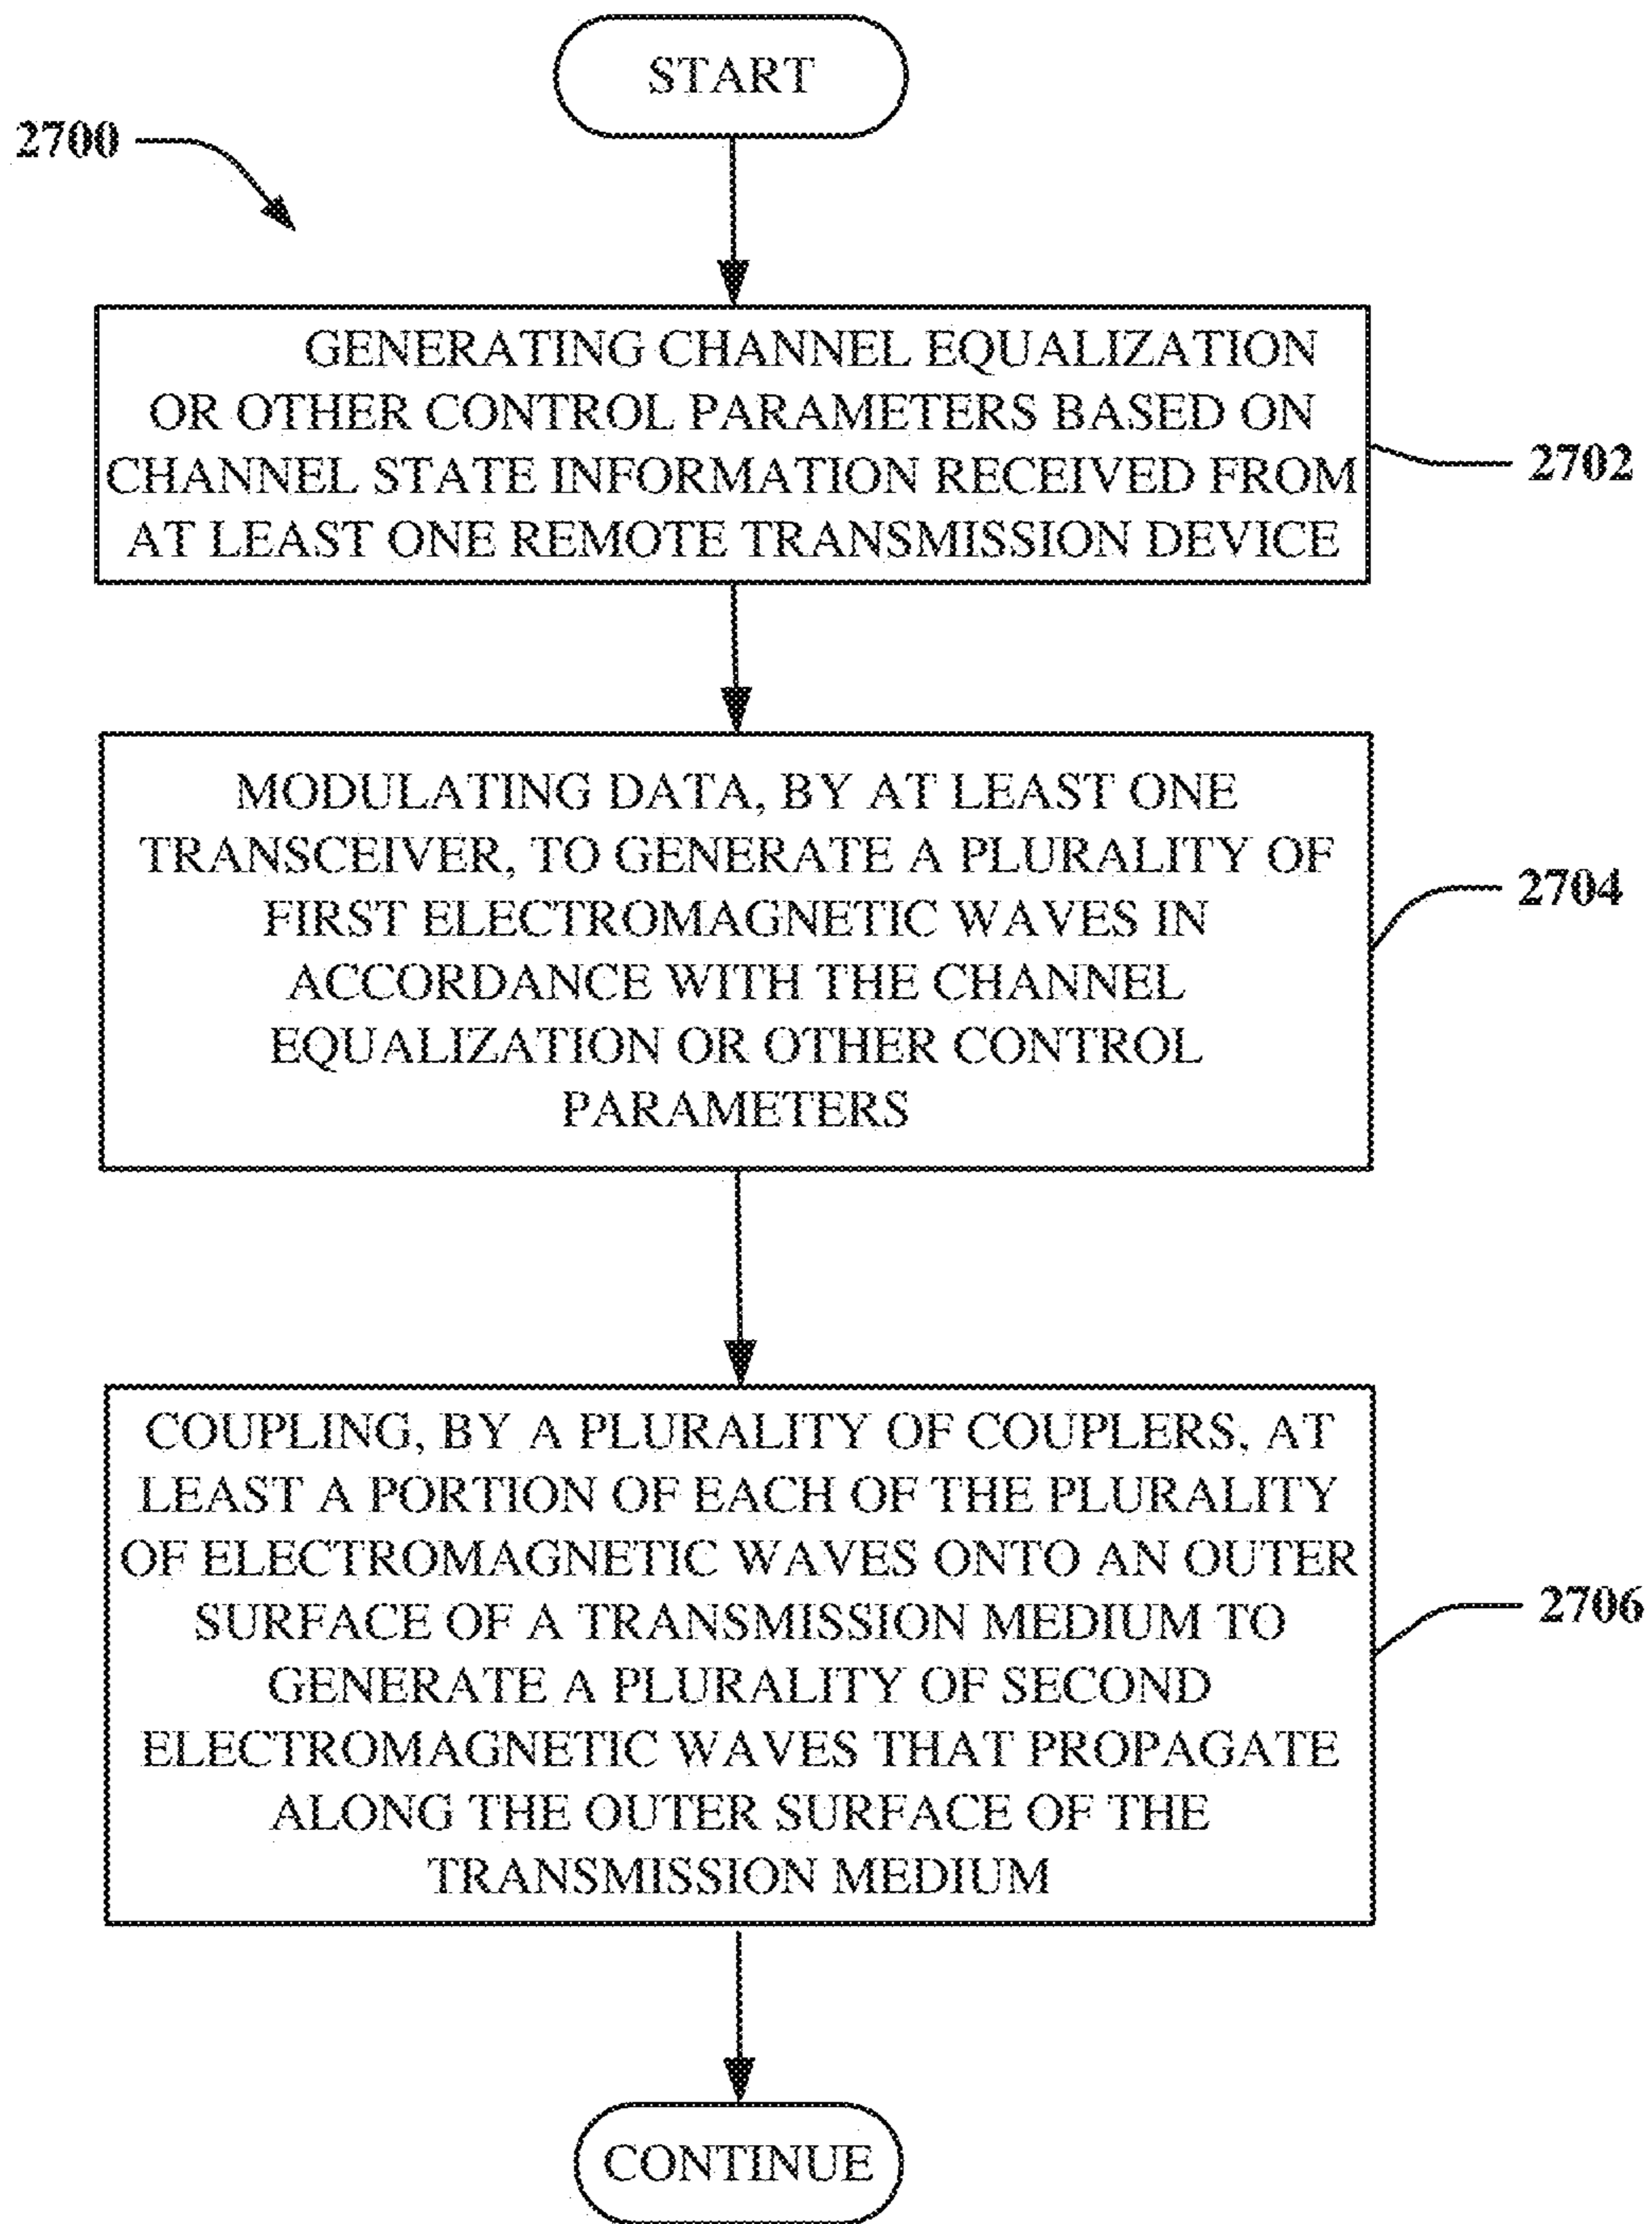 START
2700
GENERATING CHANNEL EQUALIZATION
OR OTHER CONTROL PARAMETERS BASED ON
CHANNEL STATE INFORMATION RECEIVED FROM
AT LEAST ONE REMOTE TRANSMISSION DEVICE
2702
MODULATING DATA, BY AT LEAST ONE
TRANSCEIVER, TO GENERATE A PLURALITY OF
FIRST ELECTROMAGNETIC WAVES IN
ACCORDANCE WITH THE CHANNEL
EQUALIZATION OR OTHER CONTROL
PARAMETERS
2704
COUPLING, BY A PLURALITY OF COUPLERS, AT
LEAST A PORTION OF EACH OF THE PLURALITY
OF ELECTROMAGNETIC WAVES ONTO AN OUTER
SURFACE OF A TRANSMISSION MEDIUM TO
GENERATE A PLURALITY OF SECOND
ELECTROMAGNETIC WAVES THAT PROPAGATE
ALONG THE OUTER SURFACE OF THE
TRANSMISSION MEDIUM
2706
CONTINUE